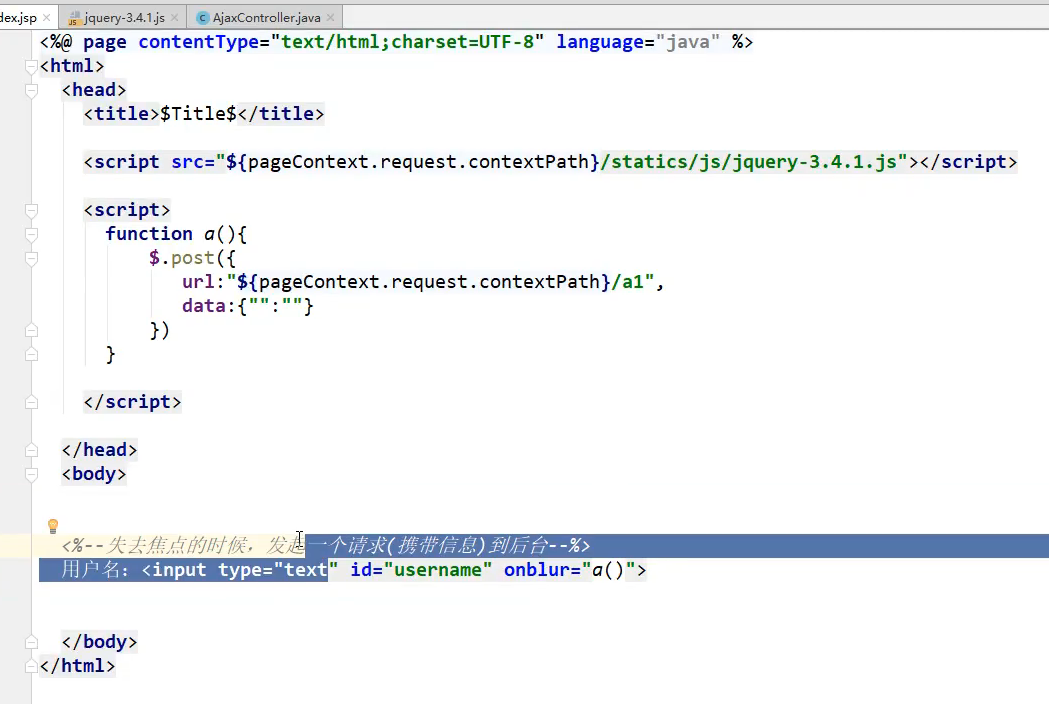 dex.jsp jquery-3.4.1.js AjaxController.java
<%@ page contentType="text/html;charset=UTF-8" language="java" %>
<html>
<head>
<title>$Title$</title>
<script src="${pageContext.request.contextPath}/statics/js/jquery-3.4.1.js"></script>
<script>
function a(){
$.post({
url:"${pageContext.request.contextPath}/a1",
data:{"":""}
})
}
</script>
</head>
<body>
<%--失去焦点的时候，发起一个请求(携带信息)到后台--%>
用户名：<input type="text" id="username" onblur="a()">
</body>
</html>